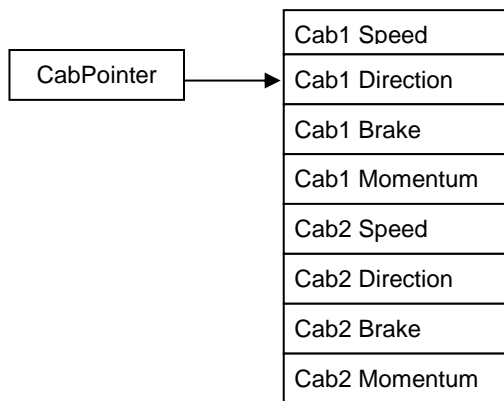 Cab1 Speed
CabPointer
Cab1 Direction
Cab1 Brake
Cab1 Momentum
Cab2 Speed
Cab2 Direction
Cab2 Brake
Cab2 Momentum